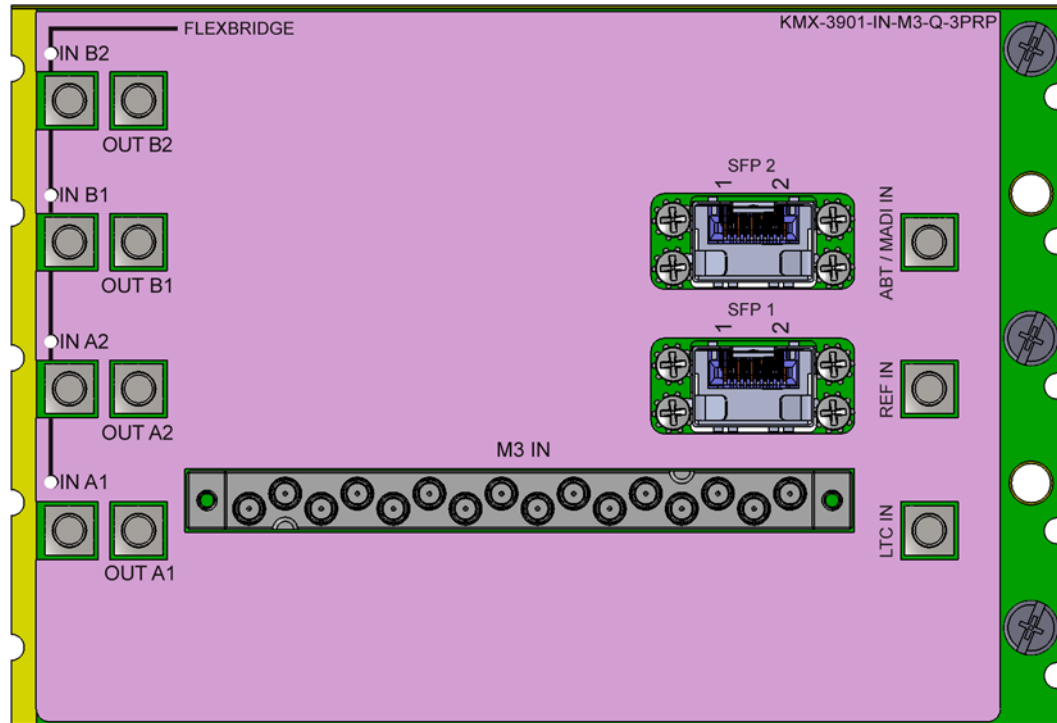 FLEXBRIDGE
KMX-3901-IN-M3-Q-3PRP
IN B2
OUT B2
IN B1
OUT B1
IN A2
OUT A2
IN A1
OUT A1
SFP 2
1 2
SFP 1
1 2
M3 IN
ABT / MADI IN
REF IN
LTC IN